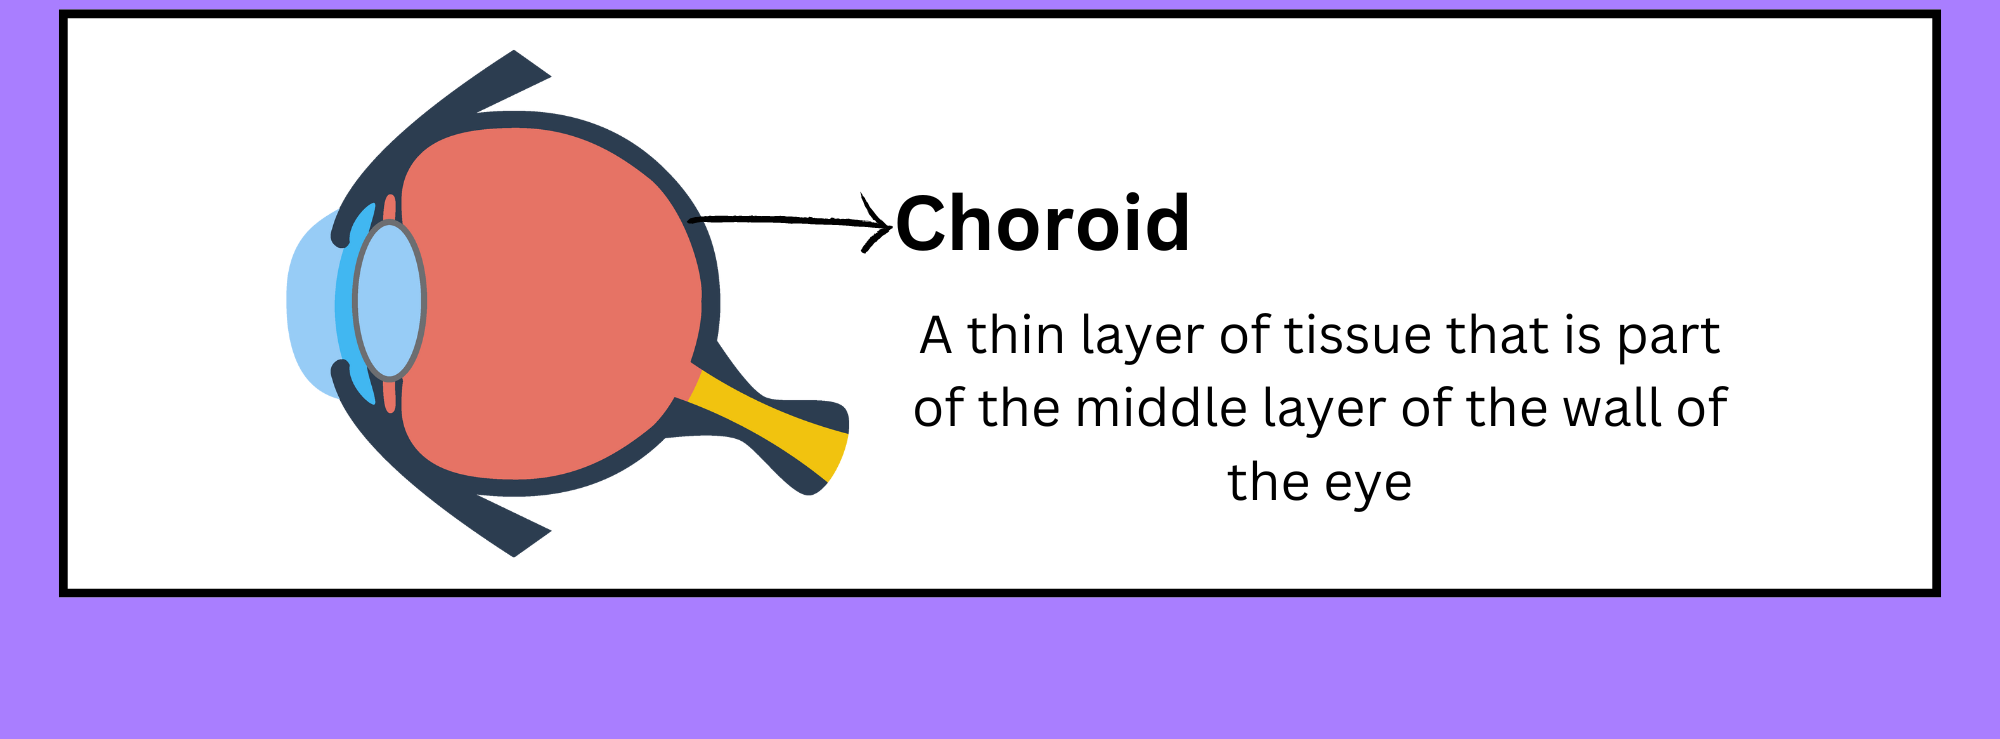 Choroid
A thin layer of tissue that is part
of the middle layer of the wall of
the eye